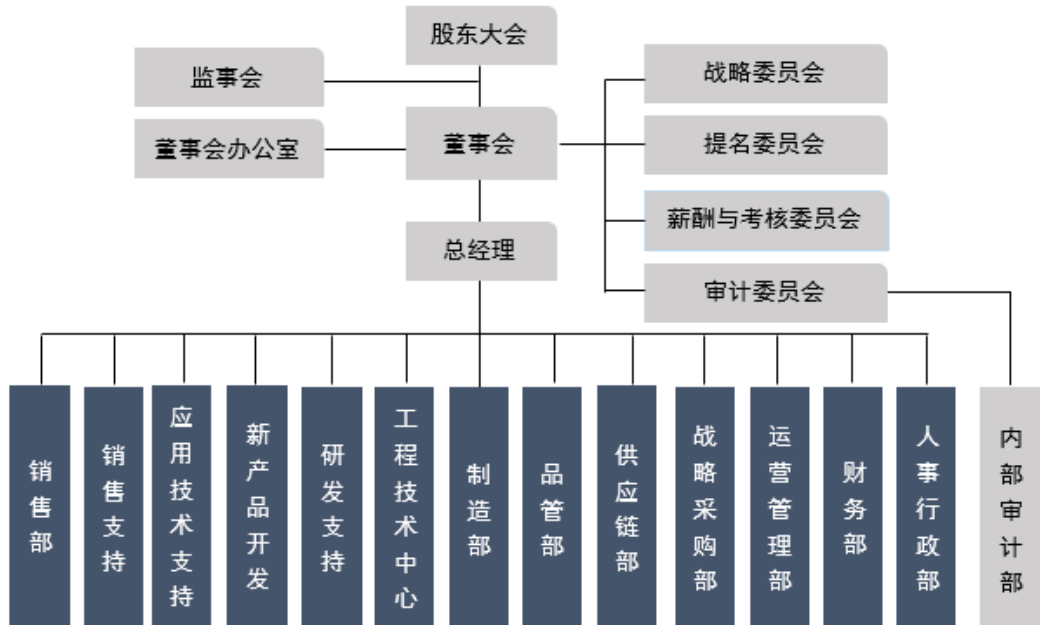 股东大会
监事会
战略委员会
董事会办公室
董事会
提名委员会
薪酬与考核委员会
总经理
审计委员会
销售部
销售支持
应用技术支持
新产品开发
研发支持
工程技术中心
制造部
品管部
供应链部
战略采购部
运营管理部
财务部
人事行政部
内部审计部